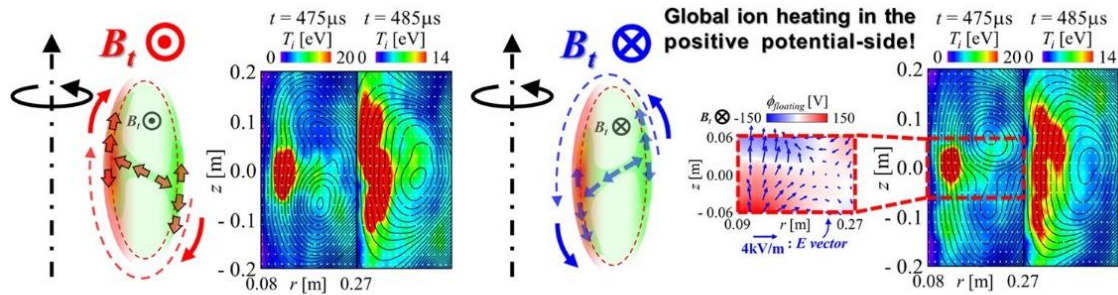 t = 475μs t = 485μs
T_i [eV] T_i [eV]
0 20 0 14
B_t ⊙
B_t ⊙
0.2
0.1
0.0
- 0.1
- 0.2
z [m]
0.08 r [m] 0.27
Global ion heating in the
positive potential-side!
t = 475μs t = 485μs
T_i [eV] T_i [eV]
0 20 0 14
B_t ⊗
B_t ⊗
ϕ_floating [V]
B_t ⊗ -150 150
0.06
0.00
-0.06
z [m]
0.09 r [m] 0.27
4kV/m : E vector
0.2
0.1
0.0
- 0.1
- 0.2
z [m]
0.08 r [m] 0.27